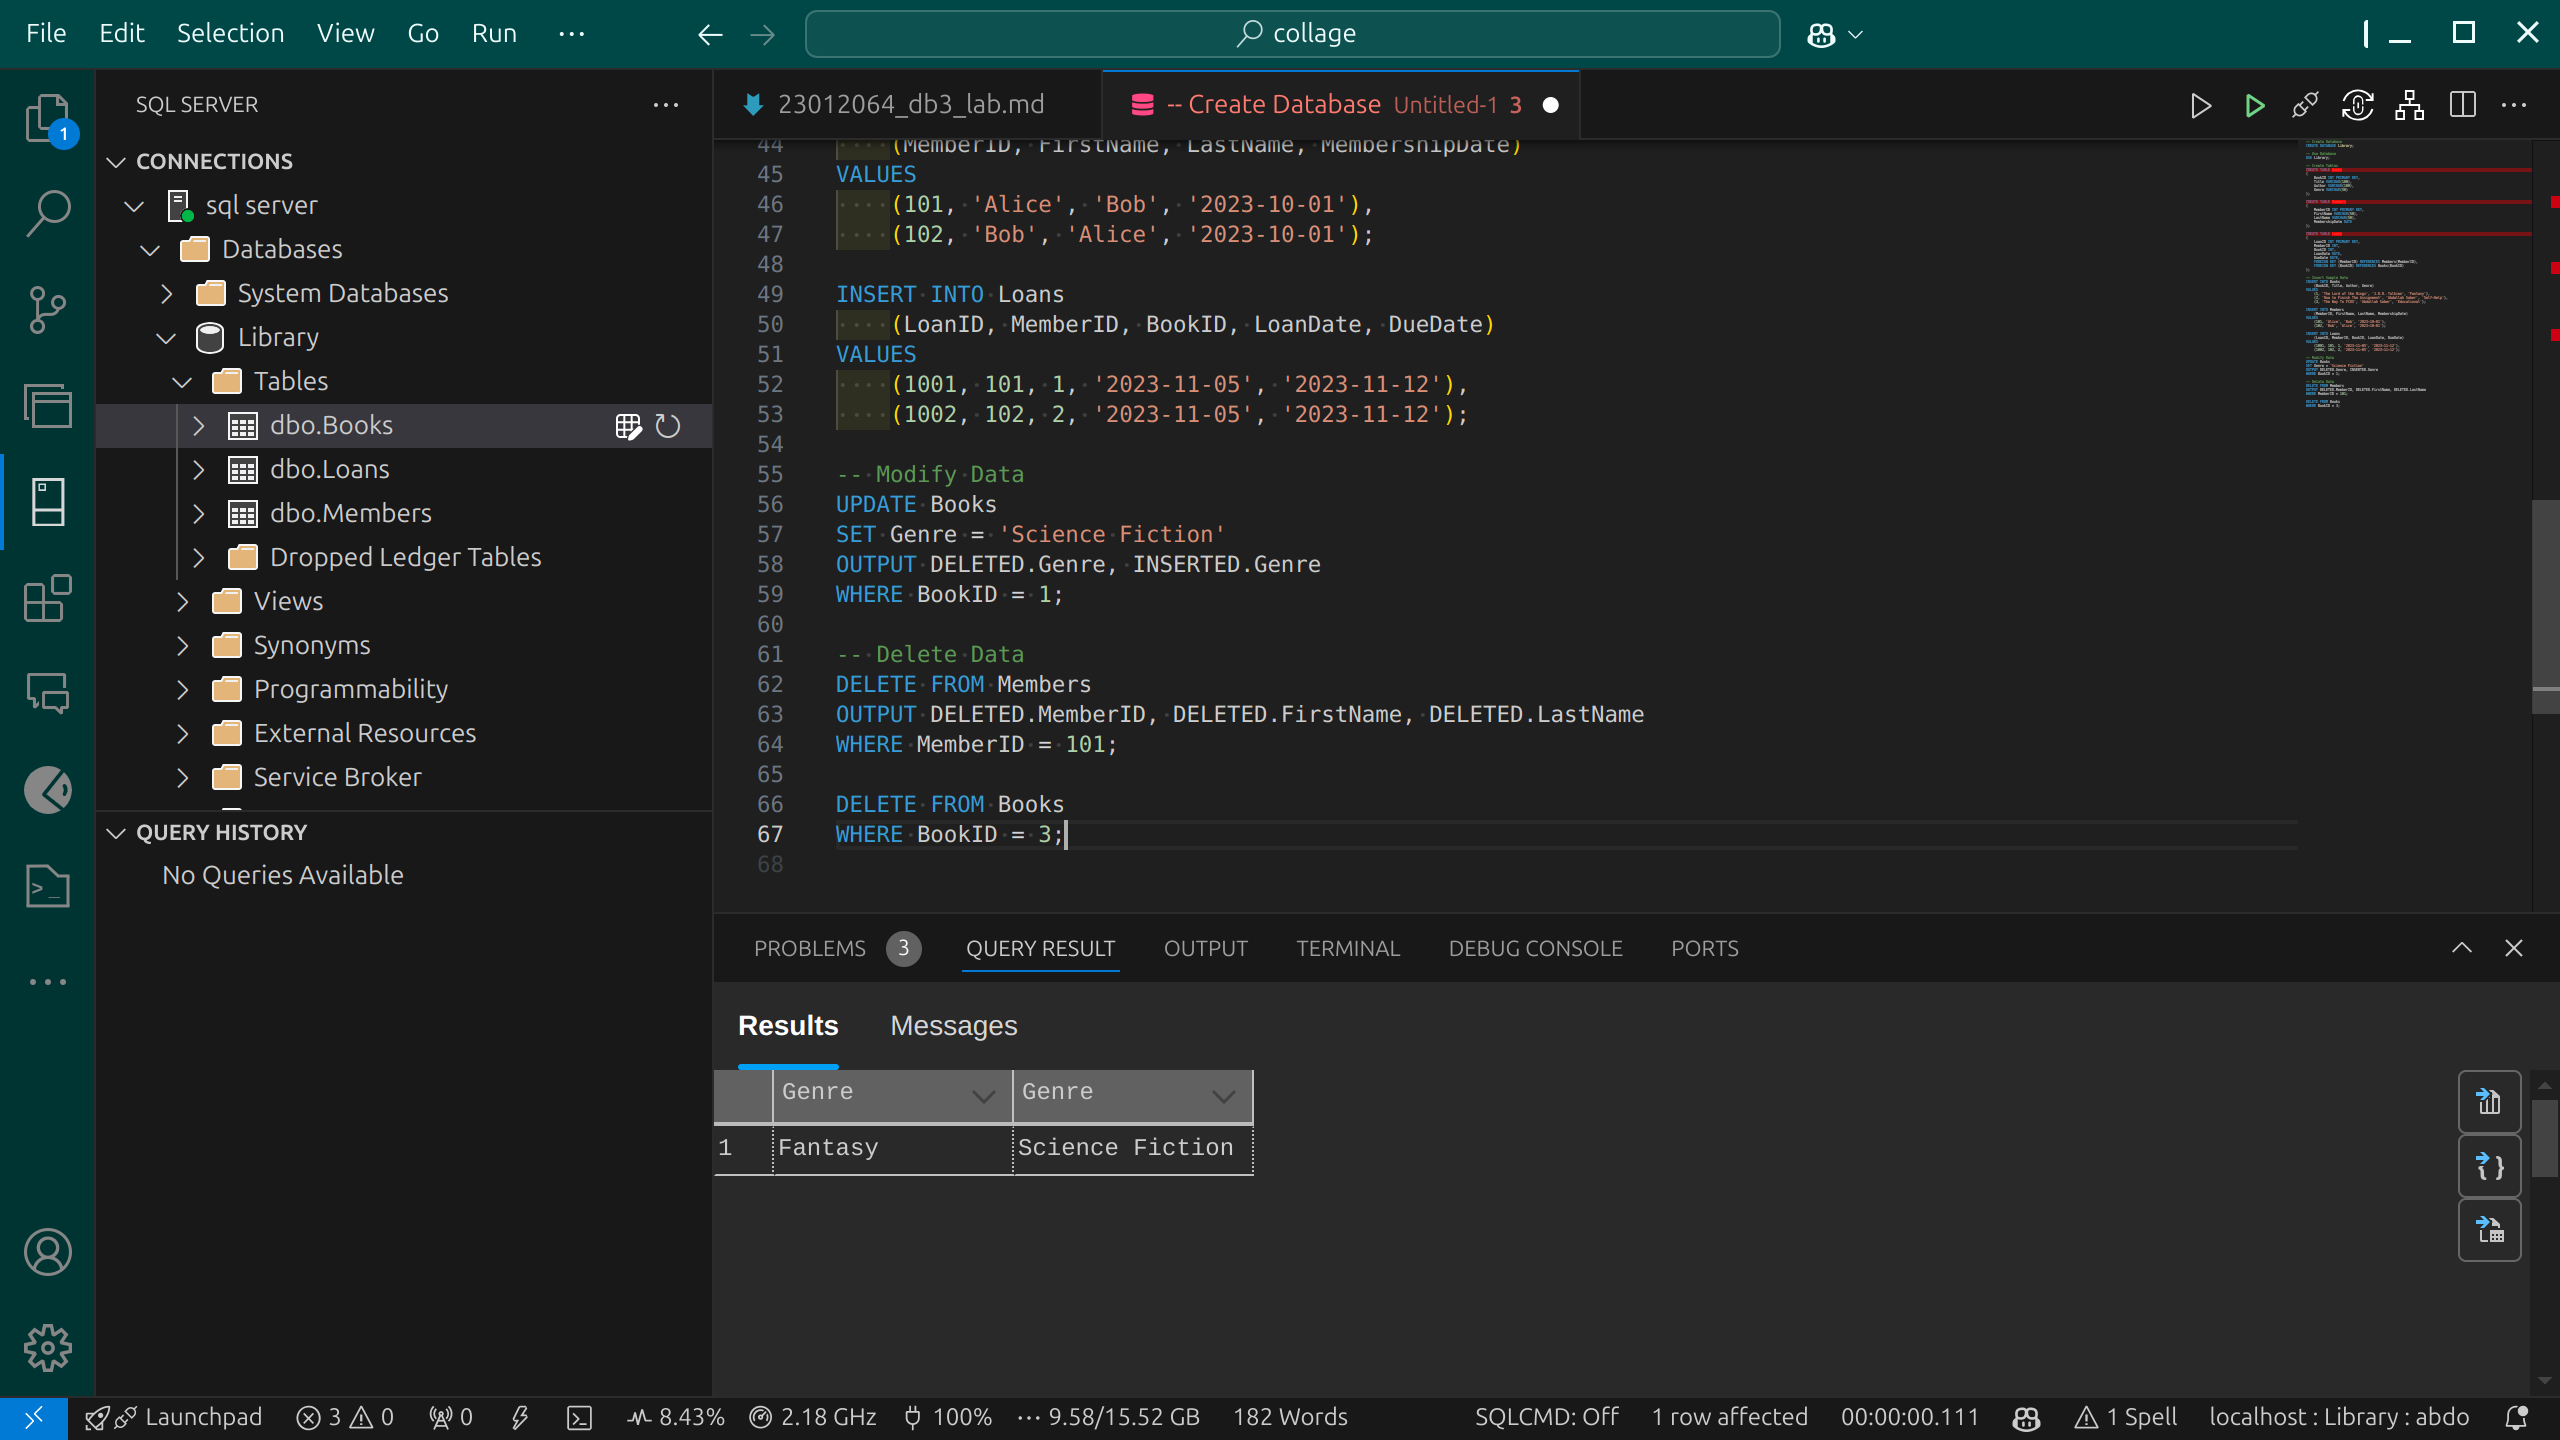 File Edit Selection View Go Run ···
collage
SQL SERVER
CONNECTIONS
sql server
Databases
System Databases
Library
Tables
dbo.Books
dbo.Loans
dbo.Members
Dropped Ledger Tables
Views
Synonyms
Programmability
External Resources
Service Broker
QUERY HISTORY
No Queries Available
1
23012064_db3_lab.md
-- Create Database Untitled-1 3
44 (MemberID, FirstName, LastName, MembershipDate)
45 VALUES
46 (101, 'Alice', 'Bob', '2023-10-01'),
47 (102, 'Bob', 'Alice', '2023-10-01');
48
49 INSERT INTO Loans
50 (LoanID, MemberID, BookID, LoanDate, DueDate)
51 VALUES
52 (1001, 101, 1, '2023-11-05', '2023-11-12'),
53 (1002, 102, 2, '2023-11-05', '2023-11-12');
54
55 -- Modify Data
56 UPDATE Books
57 SET Genre = 'Science Fiction'
58 OUTPUT DELETED.Genre, INSERTED.Genre
59 WHERE BookID = 1;
60
61 -- Delete Data
62 DELETE FROM Members
63 OUTPUT DELETED.MemberID, DELETED.FirstName, DELETED.LastName
64 WHERE MemberID = 101;
65
66 DELETE FROM Books
67 WHERE BookID = 3;
68
PROBLEMS 3 QUERY RESULT OUTPUT TERMINAL DEBUG CONSOLE PORTS
Results Messages
Genre Genre
1 Fantasy Science Fiction
Launchpad 3 0 0 8.43% 2.18 GHz 100% 9.58/15.52 GB 182 Words SQLCMD: Off 1 row affected 00:00:00.111 1 Spell localhost : Library : abdo